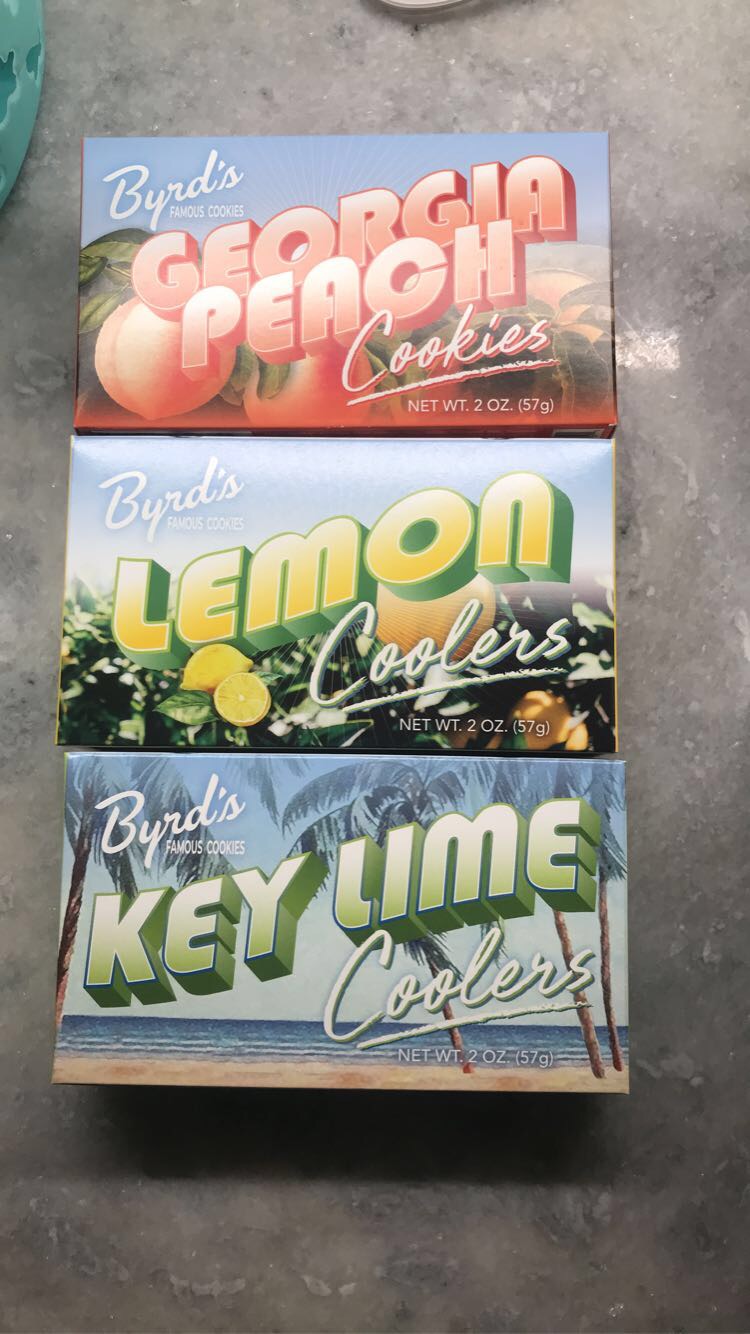 Byrd's
FAMOUS COOKIES
GEORGIA
PEACH
Cookies
NET WT. 2 OZ. (57g)
Byrd's
FAMOUS COOKIES
LEMON
Coolers
NET WT. 2 OZ. (57g)
Byrd's
FAMOUS COOKIES
KEY LIME
Coolers
NET WT. 2 OZ. (57g)